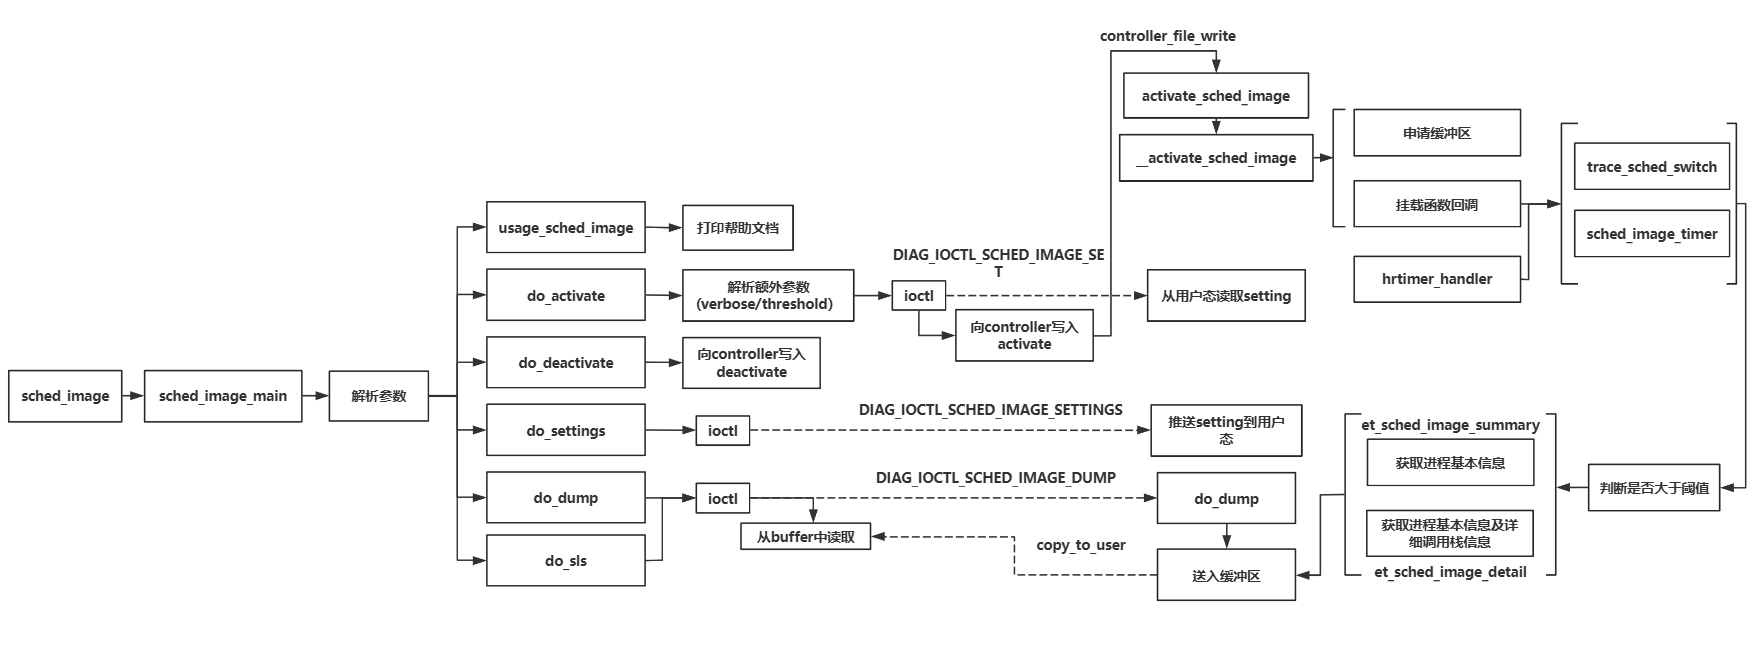 controller_file_write
activate_sched_image
__activate_sched_image
申请缓冲区
挂载函数回调
hrtimer_handler
trace_sched_switch
sched_image_timer
usage_sched_image
打印帮助文档
do_activate
解析额外参数
(verbose/threshold)
ioctl
DIAG_IOCTL_SCHED_IMAGE_SE
T
从用户态读取setting
向controller写入
activate
do_deactivate
向controller写入
deactivate
sched_image
sched_image_main
解析参数
do_settings
ioctl
DIAG_IOCTL_SCHED_IMAGE_SETTINGS
推送setting到用户
态
do_dump
ioctl
DIAG_IOCTL_SCHED_IMAGE_DUMP
do_dump
从buffer中读取
do_sls
copy_to_user
送入缓冲区
et_sched_image_summary
获取进程基本信息
获取进程基本信息及详
细调用栈信息
et_sched_image_detail
判断是否大于阈值